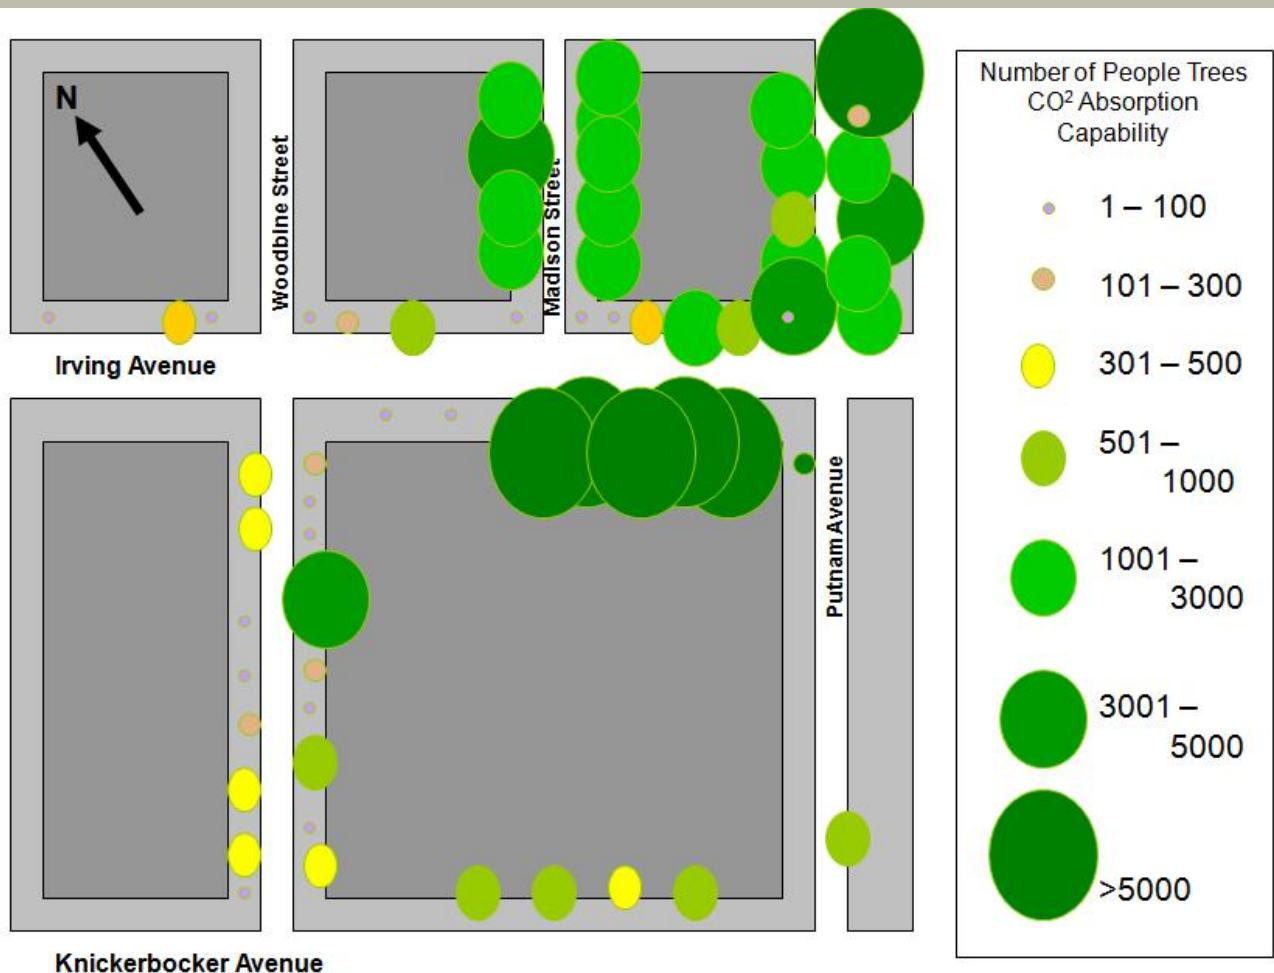 N
Woodbine Street
Madison Street
Irving Avenue
Putnam Avenue
Knickerbocker Avenue
Number of People Trees
CO² Absorption
Capability
1 – 100
101 – 300
301 – 500
501 –
1000
1001 –
3000
3001 –
5000
>5000